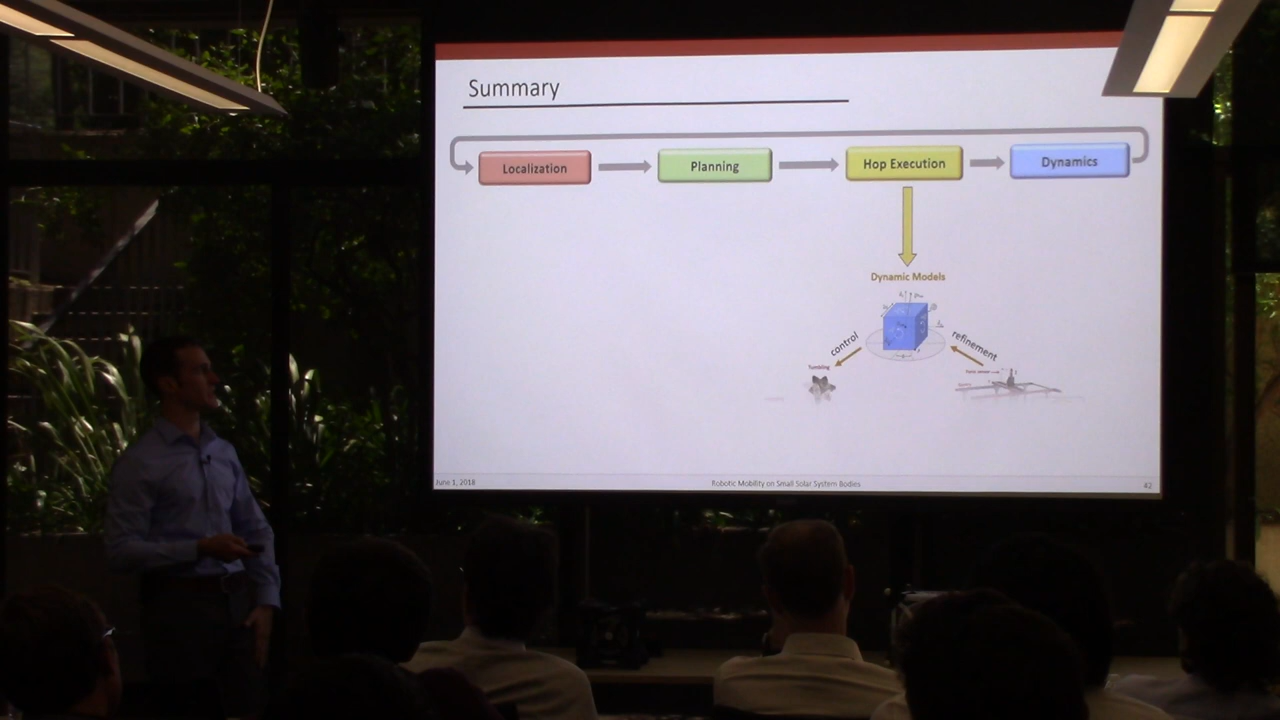 Summary
Localization
Planning
Hop Execution
Dynamics
Dynamic Models
control
refinement
Tumbling
June 1, 2018
Robotic Mobility on Small Solar System Bodies
42